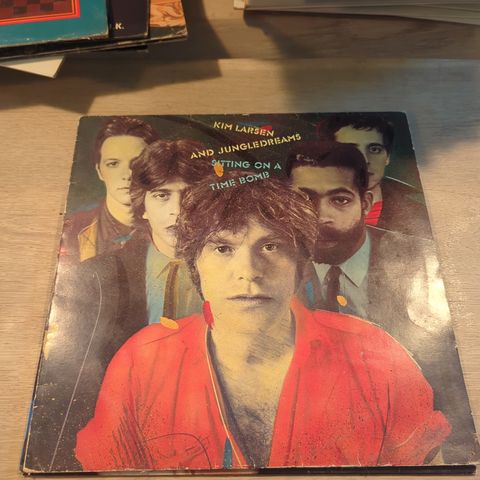 KIM LARSEN
AND JUNGLEDREAMS
SITTING ON A
TIME BOMB
K.